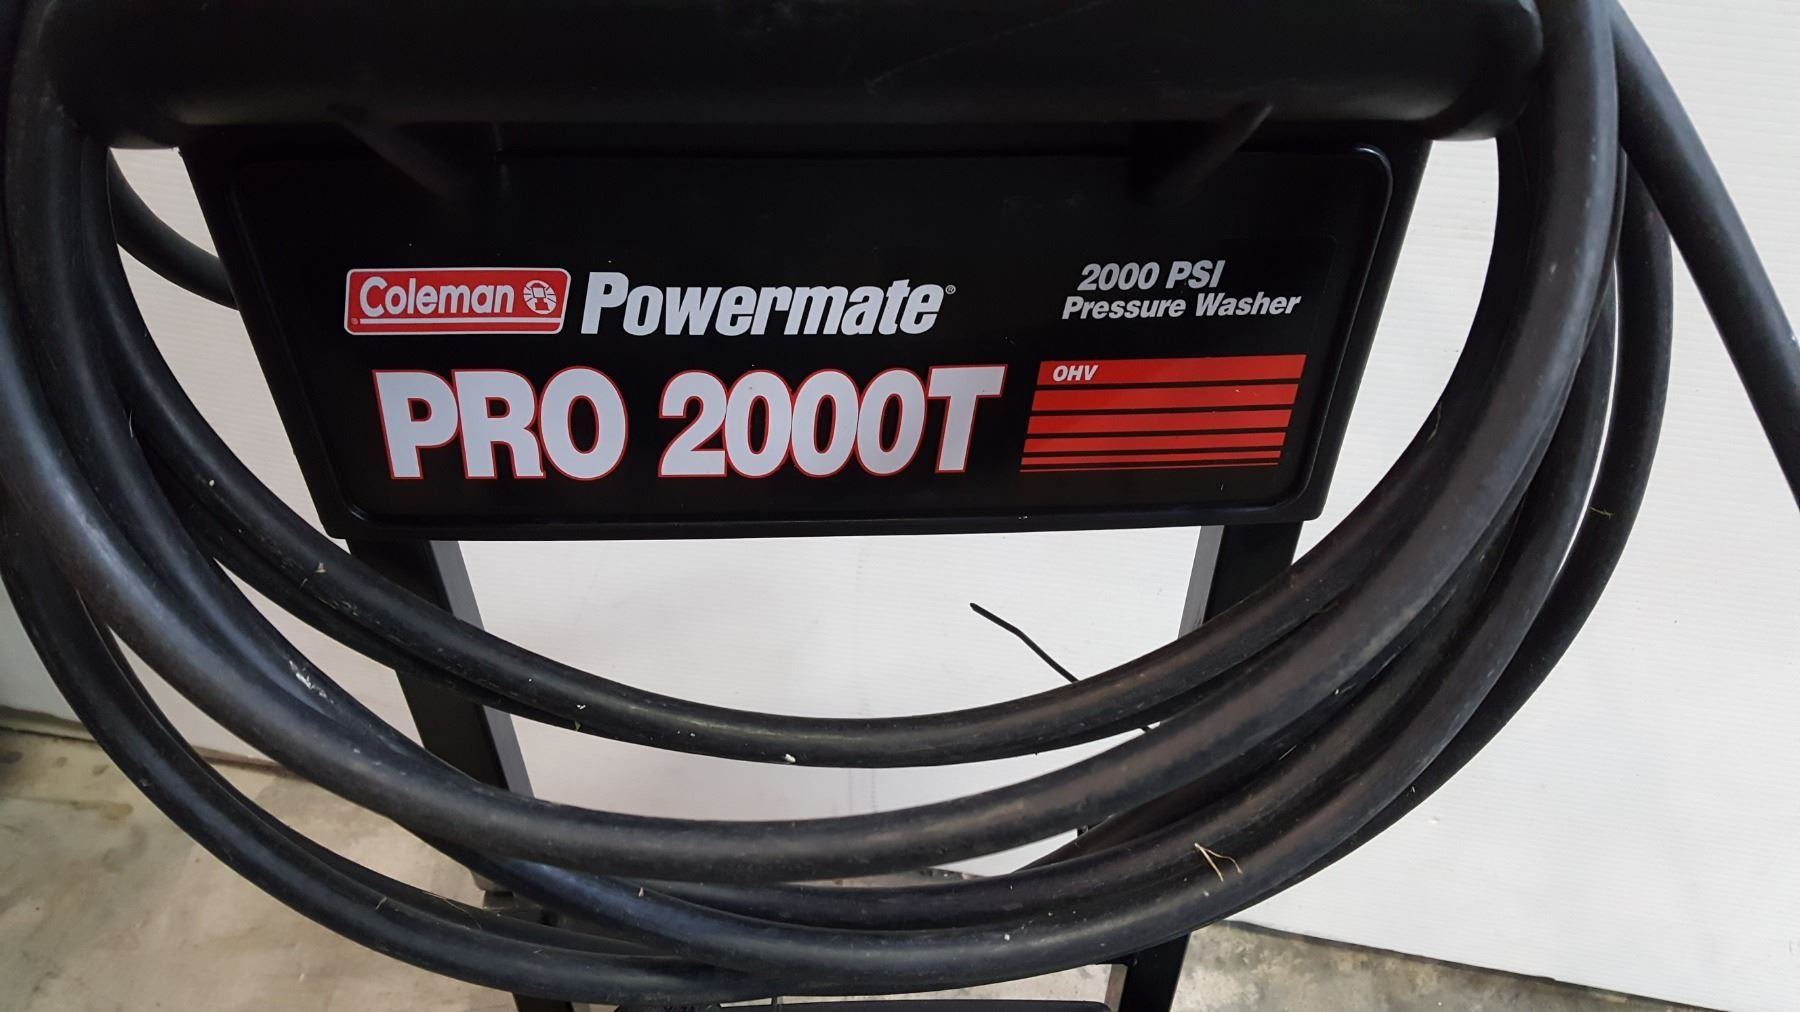 Coleman
Powermate®
2000 PSI
Pressure Washer
PRO 2000T
OHV